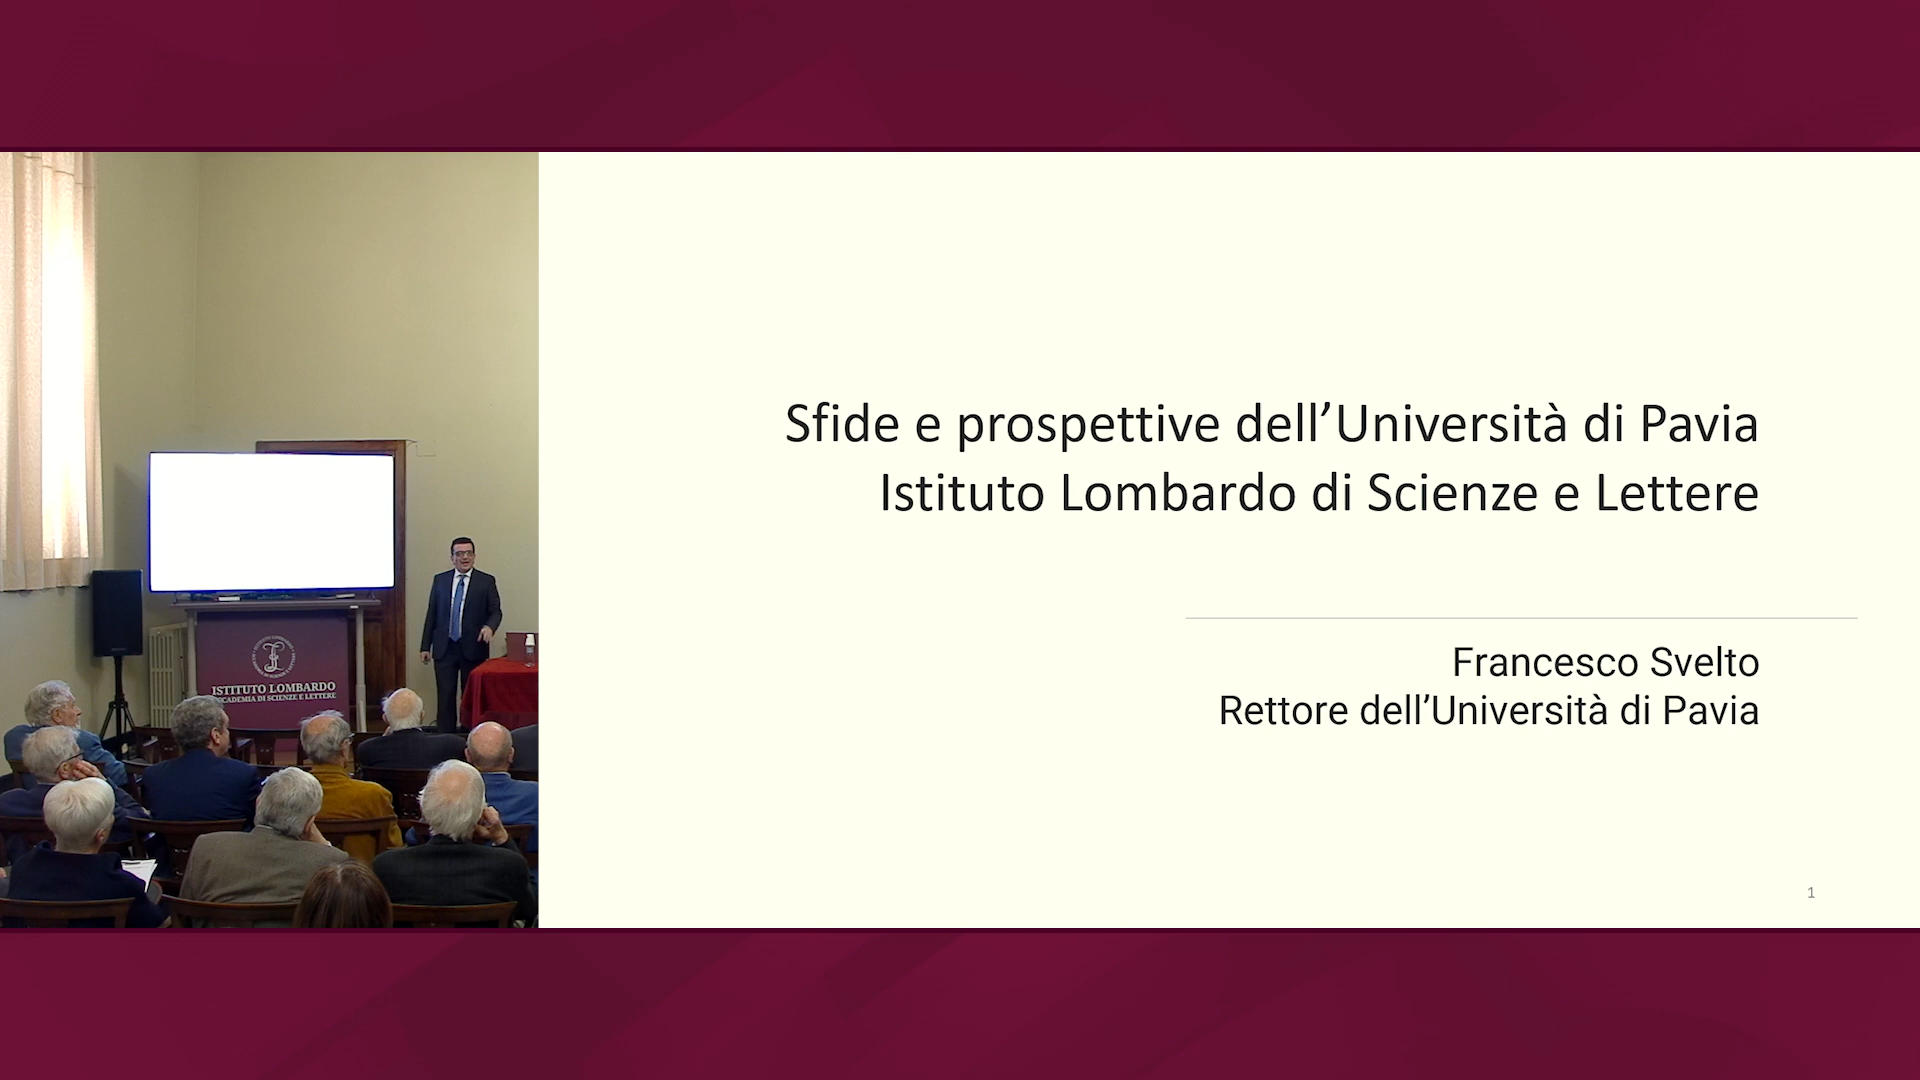 Sfide e prospettive dell’Università di Pavia
Istituto Lombardo di Scienze e Lettere
Francesco Svelto
Rettore dell’Università di Pavia
1
ISTITUTO LOMBARDO
ACCADEMIA DI SCIENZE E LETTERE